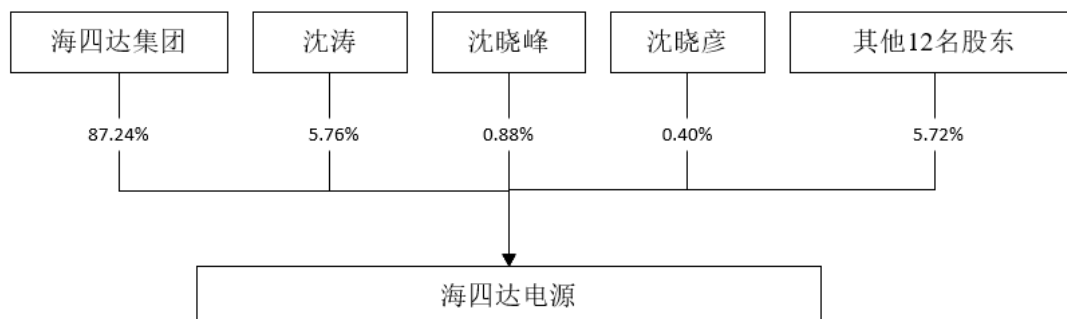 海四达集团
沈涛
沈晓峰
沈晓彦
其他12名股东
87.24%
5.76%
0.88%
0.40%
5.72%
海四达电源